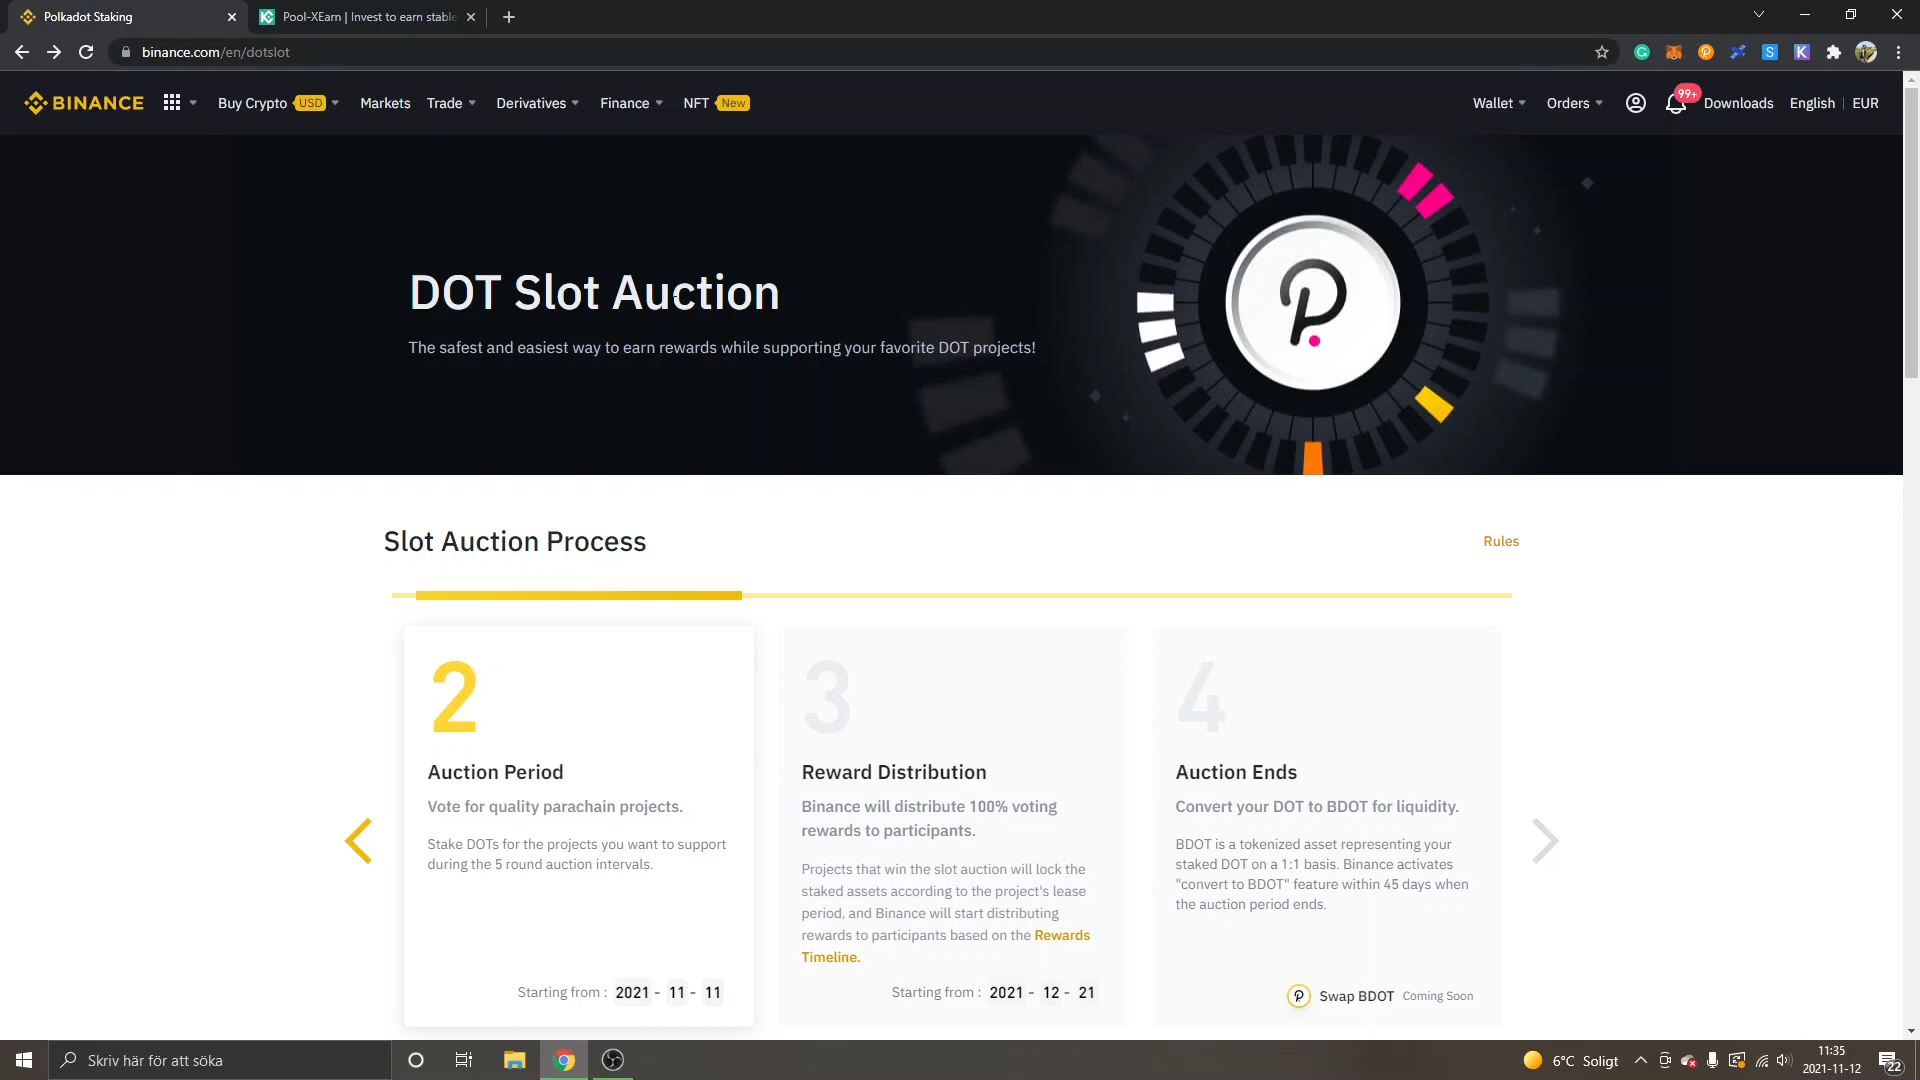 Polkadot Staking
Pool-XEarn | Invest to earn stable
binance.com/en/dotslot
BINANCE
Buy Crypto USD
Markets
Trade
Derivatives
Finance
NFT New
Wallet
Orders
99+
Downloads
English
EUR
DOT Slot Auction
The safest and easiest way to earn rewards while supporting your favorite DOT projects!
Slot Auction Process
Rules
2
Auction Period
Vote for quality parachain projects.
Stake DOTs for the projects you want to support
during the 5 round auction intervals.
Starting from : 2021 - 11 - 11
3
Reward Distribution
Binance will distribute 100% voting
rewards to participants.
Projects that win the slot auction will lock the
staked assets according to the project's lease
period, and Binance will start distributing
rewards to participants based on the Rewards
Timeline.
Starting from : 2021 - 12 - 21
4
Auction Ends
Convert your DOT to BDOT for liquidity.
BDOT is a tokenized asset representing your
staked DOT on a 1:1 basis. Binance activates
"convert to BDOT" feature within 45 days when
the auction period ends.
Swap BDOT Coming Soon
Skriv här för att söka
6°C Soligt
11:35
2021-11-12
22